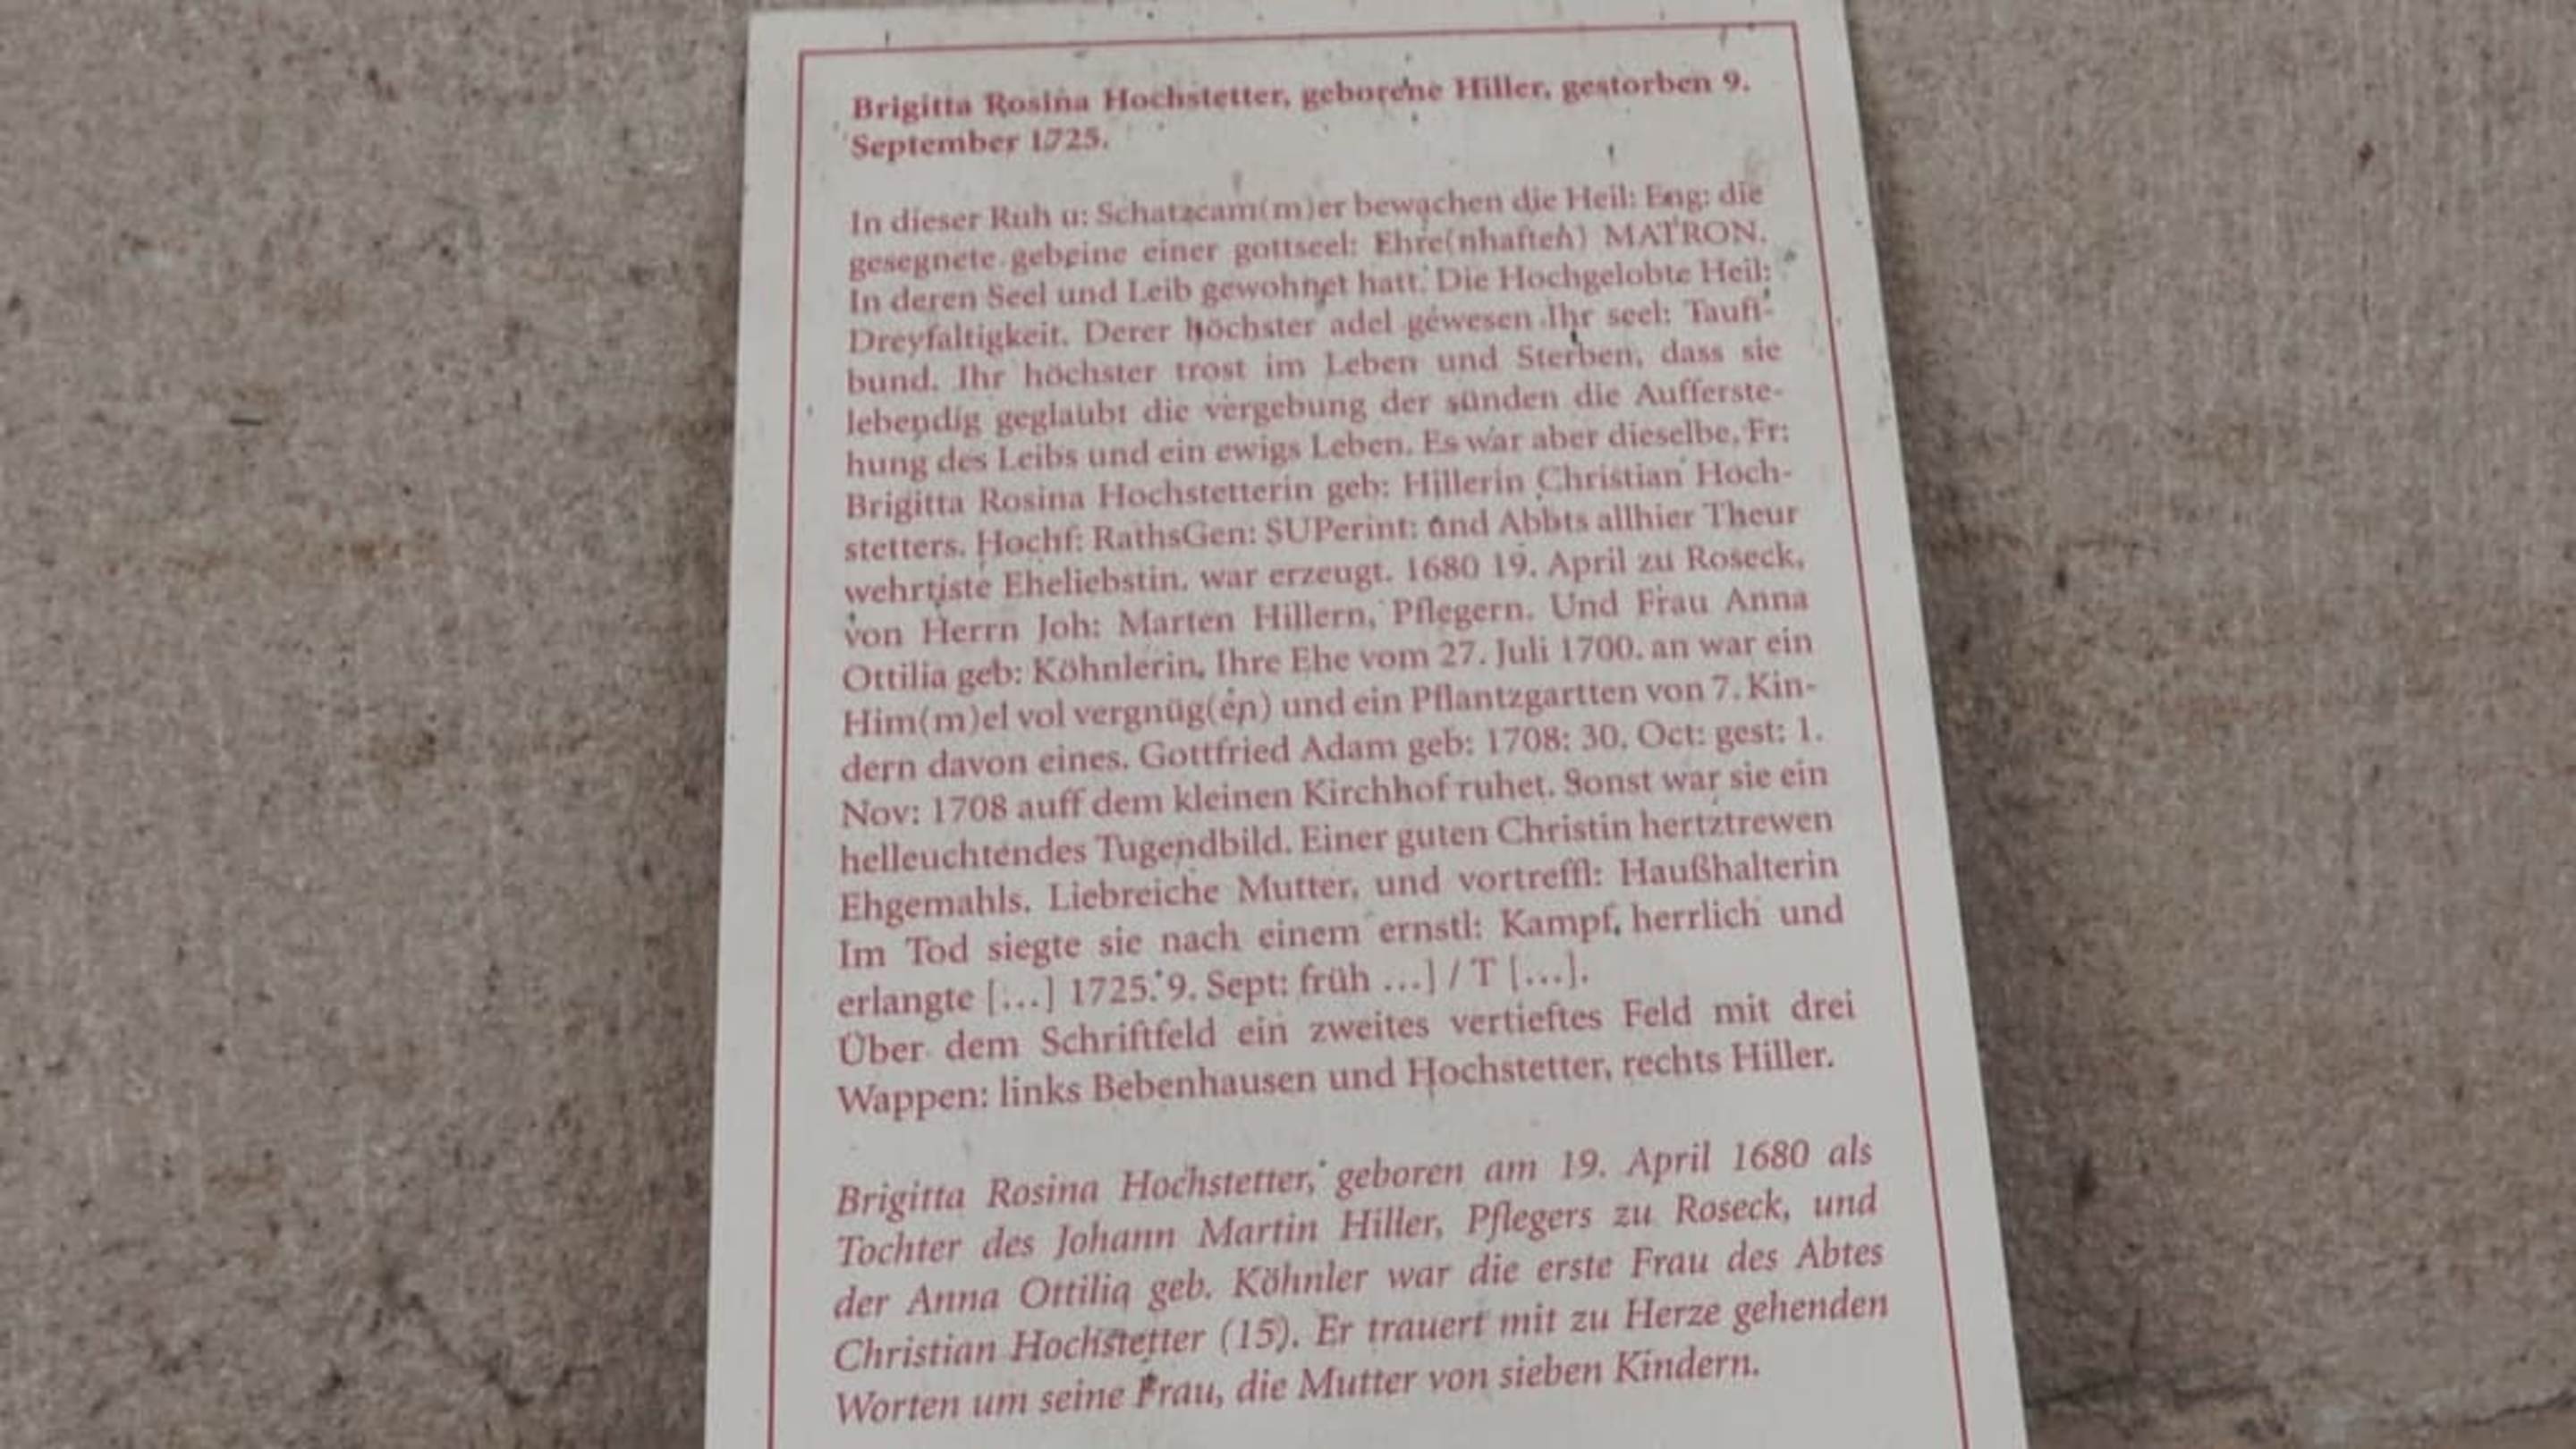 Brigitta Rosina Hochstetter, geborene Hiller, gestorben 9.
September 1725.
In dieser Ruh u: Schatzcam(m)er bewachen die Heil: Eng: die
gesegnete gebeine einer gottseel: Ehre(nhaften) MATRON.
In deren Seel und Leib gewohnet hatt. Die Hochgelobte Heil:
Dreyfaltigkeit. Derer höchster adel gewesen Ihr seel: Tauff-
bund. Ihr höchster trost im Leben und Sterben, dass sie
lebendig geglaubt die vergebung der sünden die Aufferste-
hung des Leibs und ein ewigs Leben. Es war aber dieselbe, Fr:
Brigitta Rosina Hochstetterin geb: Hillerin Christian Hoch-
stetters. Hochf: RathsGen: SUPerint: und Abbts allhier Theur
wehrtiste Eheliebstin. war erzeugt. 1680 19. April zu Roseck,
von Herrn Joh: Marten Hillern, Pflegern. Und Frau Anna
Ottilia geb: Köhnlerin, Ihre Ehe vom 27. Juli 1700. an war ein
Him(m)el vol vergnüg(en) und ein Pflantzgartten von 7. Kin-
dern davon eines. Gottfried Adam geb: 1708: 30. Oct: gest: 1.
Nov: 1708 auff dem kleinen Kirchhof ruhet. Sonst war sie ein
helleuchtendes Tugendbild. Einer guten Christin hertztrewen
Ehgemahls. Liebreiche Mutter, und vortreffl: Haußhalterin
Im Tod siegte sie nach einem ernstl: Kampf, herrlich und
erlangte [...] 1725. 9. Sept: früh ...] / T [...].
Über dem Schriftfeld ein zweites vertieftes Feld mit drei
Wappen: links Bebenhausen und Hochstetter, rechts Hiller.
Brigitta Rosina Hochstetter, geboren am 19. April 1680 als
Tochter des Johann Martin Hiller, Pflegers zu Roseck, und
der Anna Ottilia geb. Köhnler war die erste Frau des Abtes
Christian Hochstetter (15). Er trauert mit zu Herze gehenden
Worten um seine Frau, die Mutter von sieben Kindern.